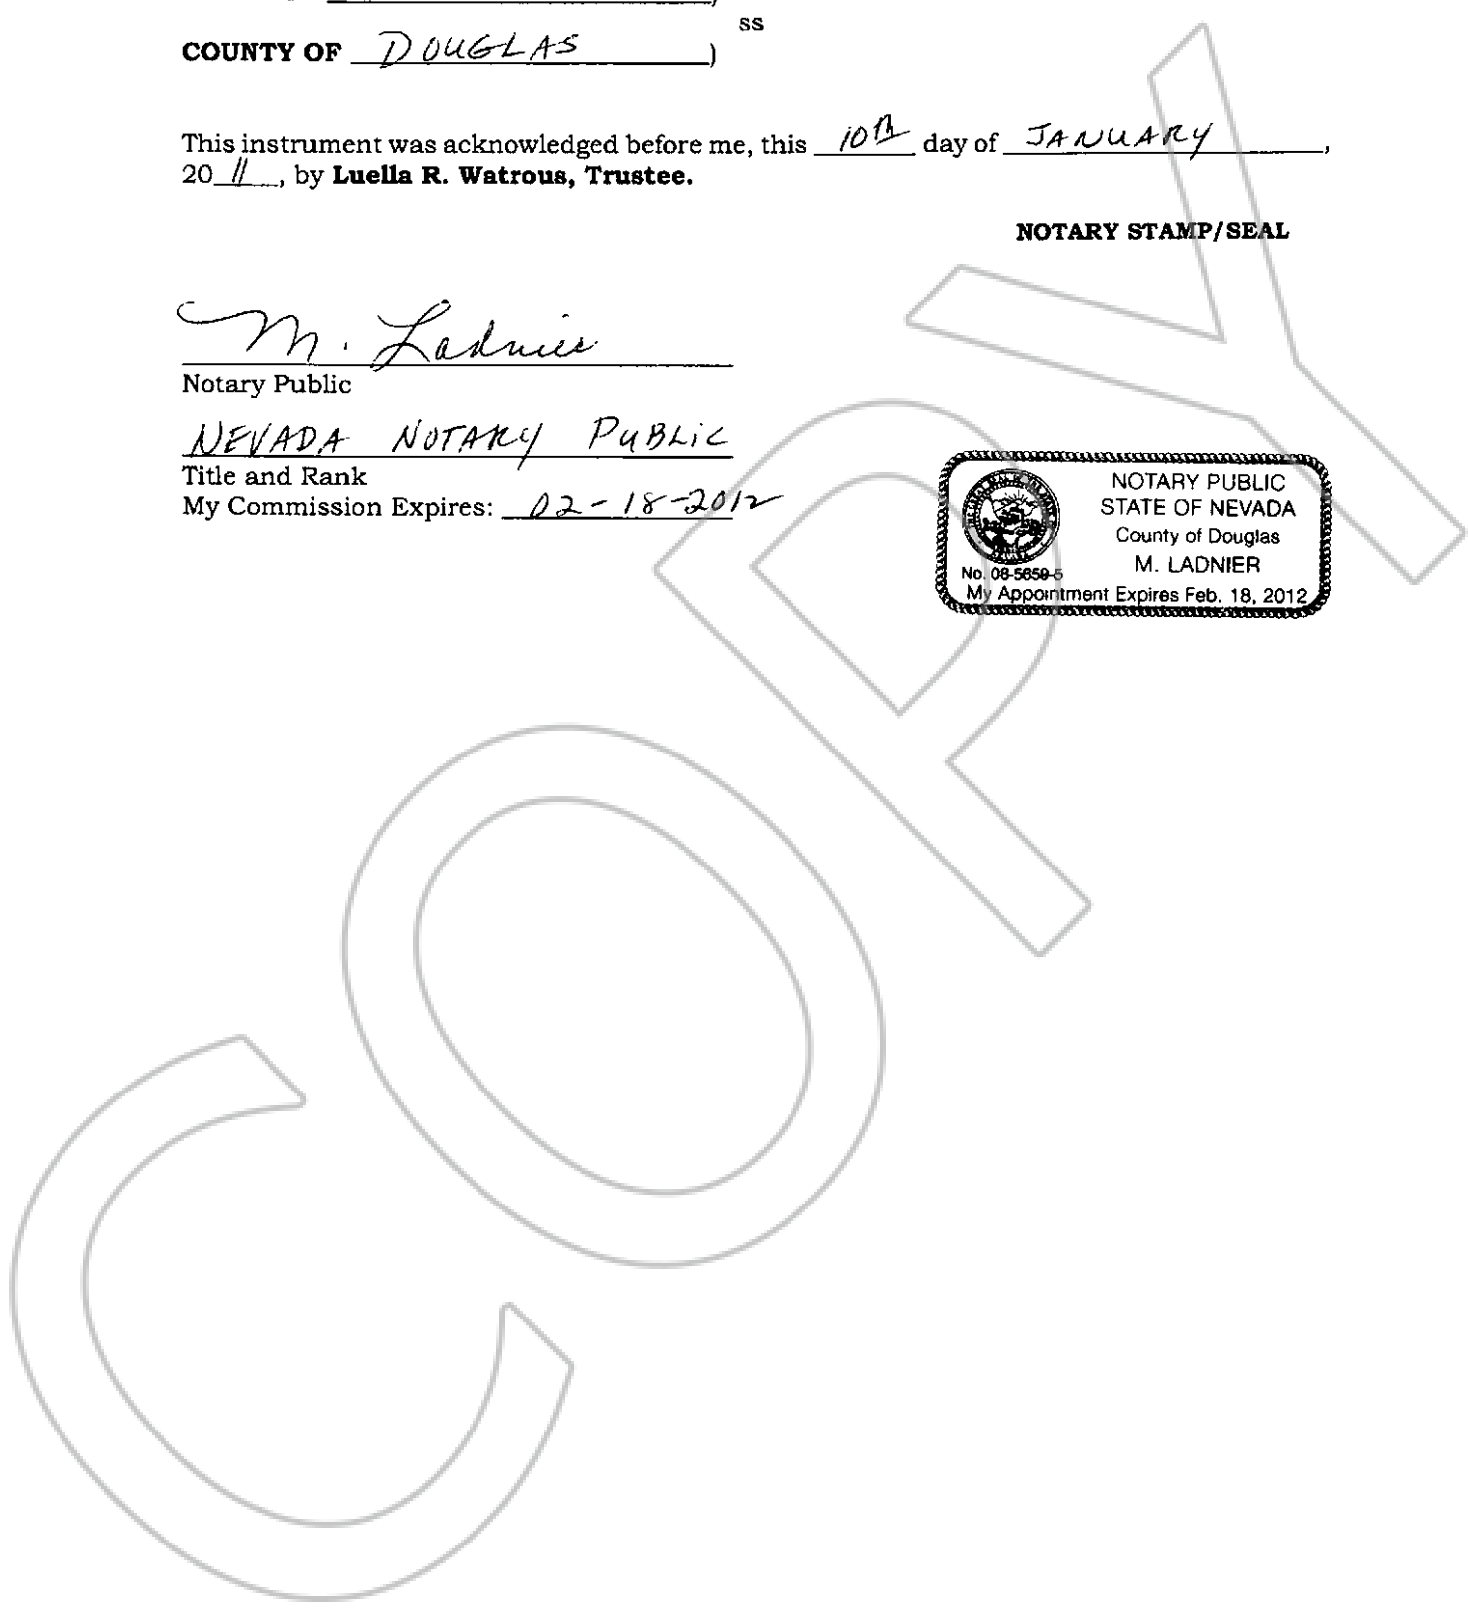 ss
COUNTY OF DOUGLAS )
This instrument was acknowledged before me, this 10th day of JANUARY,
20 11, by Luella R. Watrous, Trustee.
NOTARY STAMP/SEAL
M. Ladnier
Notary Public
NEVADA NOTARY PUBLIC
Title and Rank
My Commission Expires: 02-18-2012
NOTARY PUBLIC
STATE OF NEVADA
County of Douglas
M. LADNIER
No. 08-5659-5
My Appointment Expires Feb. 18, 2012
COPY